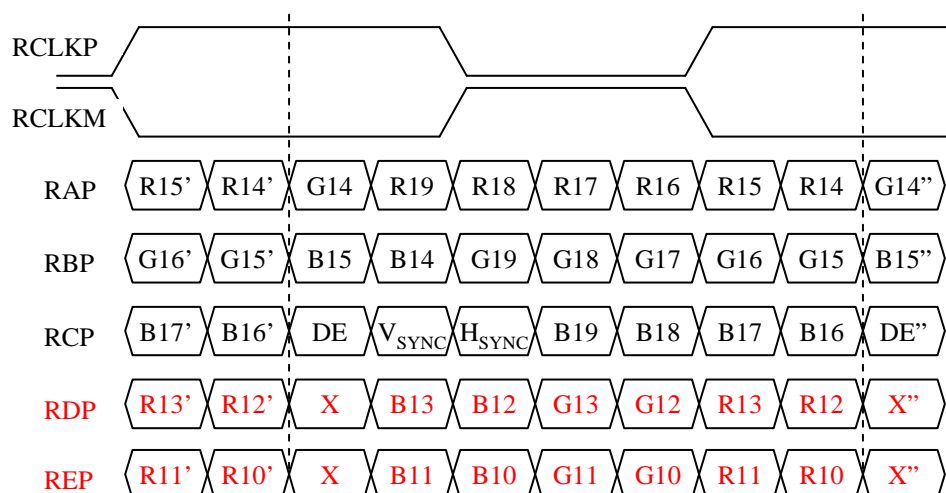 RCLKP
RCLKM
RAP R15’ R14’ G14 R19 R18 R17 R16 R15 R14 G14”
RBP G16’ G15’ B15 B14 G19 G18 G17 G16 G15 B15”
RCP B17’ B16’ DE VSYNC HSYNC B19 B18 B17 B16 DE”
RDP R13’ R12’ X B13 B12 G13 G12 R13 R12 X”
REP R11’ R10’ X B11 B10 G11 G10 R11 R10 X”